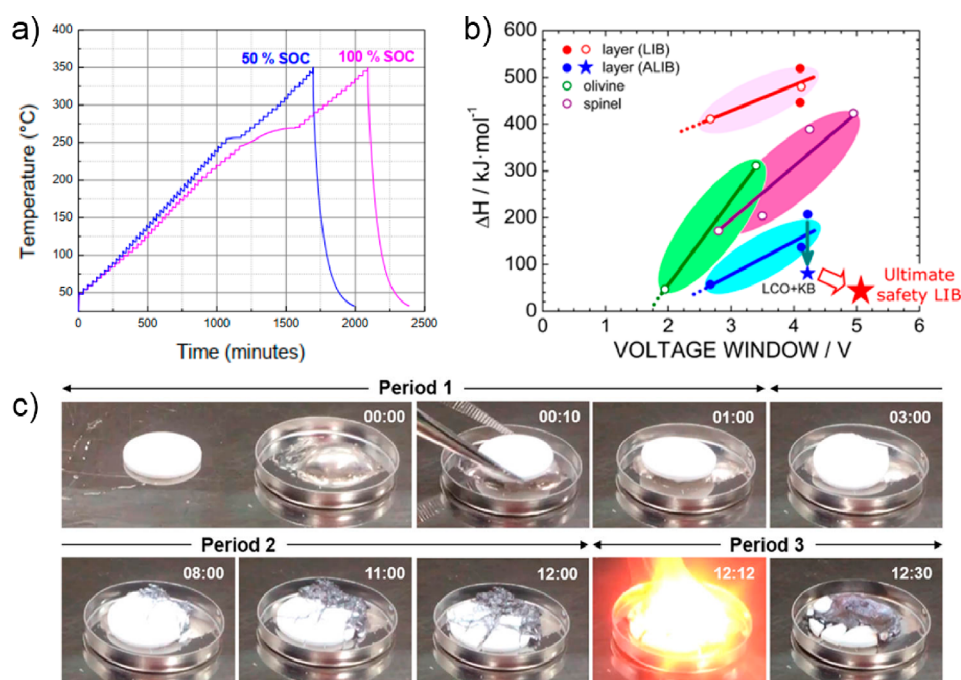 a)
400
350
300
250
200
150
100
50
Temperature (°C)
50 % SOC
100 % SOC
0
500
1000
1500
2000
2500
Time (minutes)
b)
600
500
400
300
200
100
0
ΔH / kJ·mol⁻¹
layer (LIB)
layer (ALIB)
olivine
spinel
LCO+KB
Ultimate
safety LIB
0
1
2
3
4
5
6
VOLTAGE WINDOW / V
c)
Period 1
00:00
00:10
01:00
03:00
Period 2
Period 3
08:00
11:00
12:00
12:12
12:30